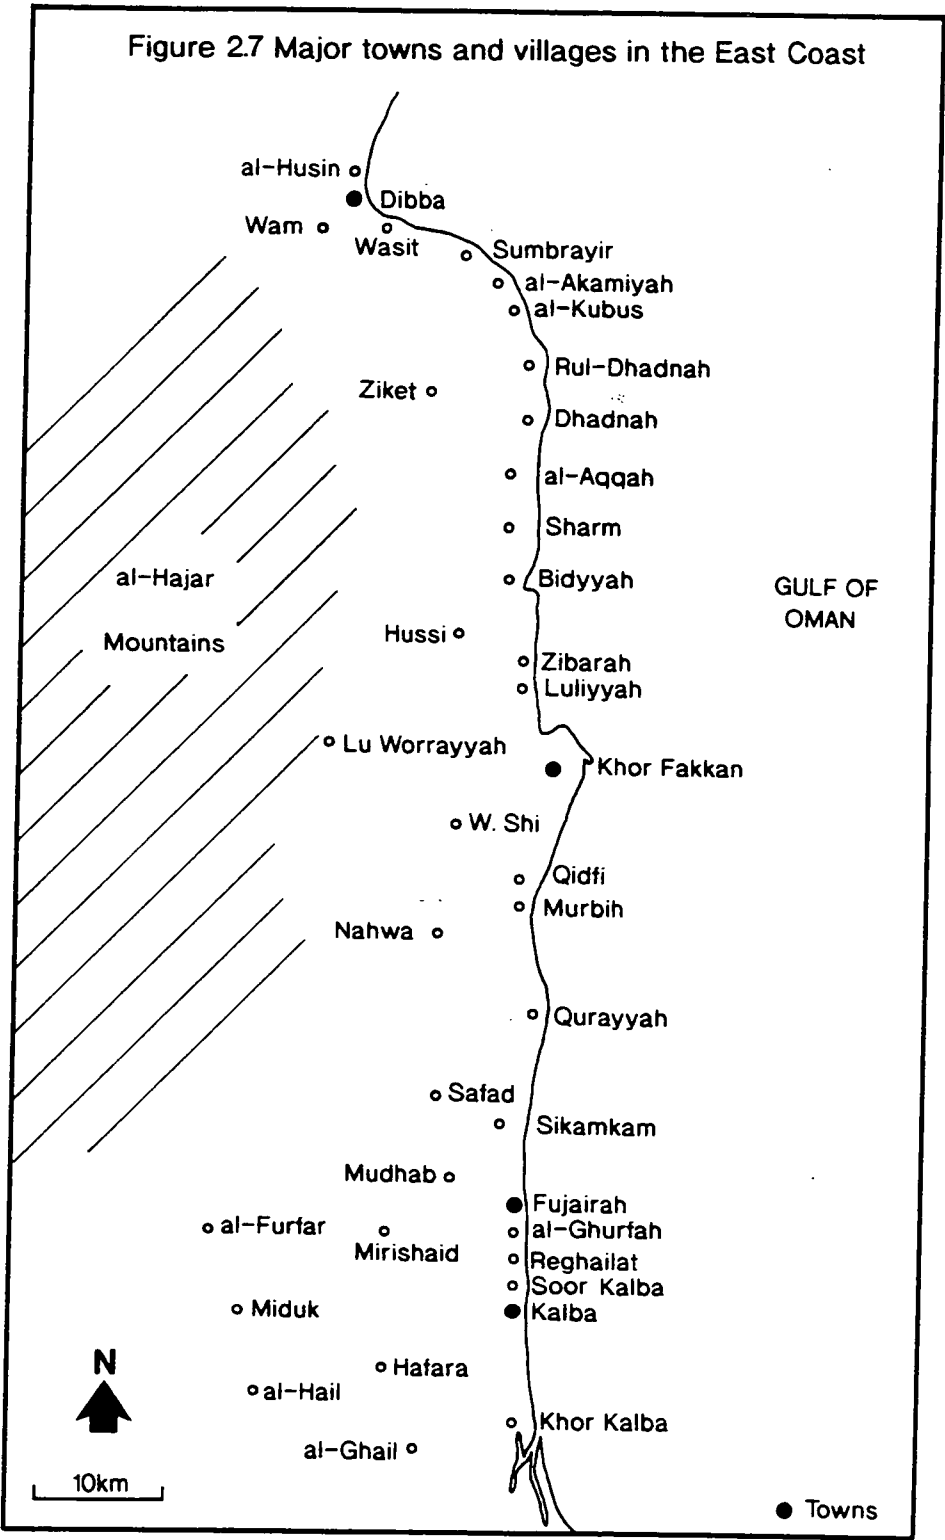 Figure 2.7 Major towns and villages in the East Coast
al-Husin
Dibba
Wam
Wasit
Sumbrayir
al-Akamiyah
al-Kubus
Rul-Dhadnah
Ziket
Dhadnah
al-Aqqah
Sharm
al-Hajar
Bidyyah
GULF OF
OMAN
Mountains
Hussi
Zibarah
Luliyyah
Lu Worrayyah
Khor Fakkan
W. Shi
Qidfi
Murbih
Nahwa
Qurayyah
Safad
Sikamkam
Mudhab
Fujairah
al-Furfar
al-Ghurfah
Mirishaid
Reghailat
Soor Kalba
Miduk
Kalba
N
Hafara
al-Hail
Khor Kalba
al-Ghail
10km
Towns